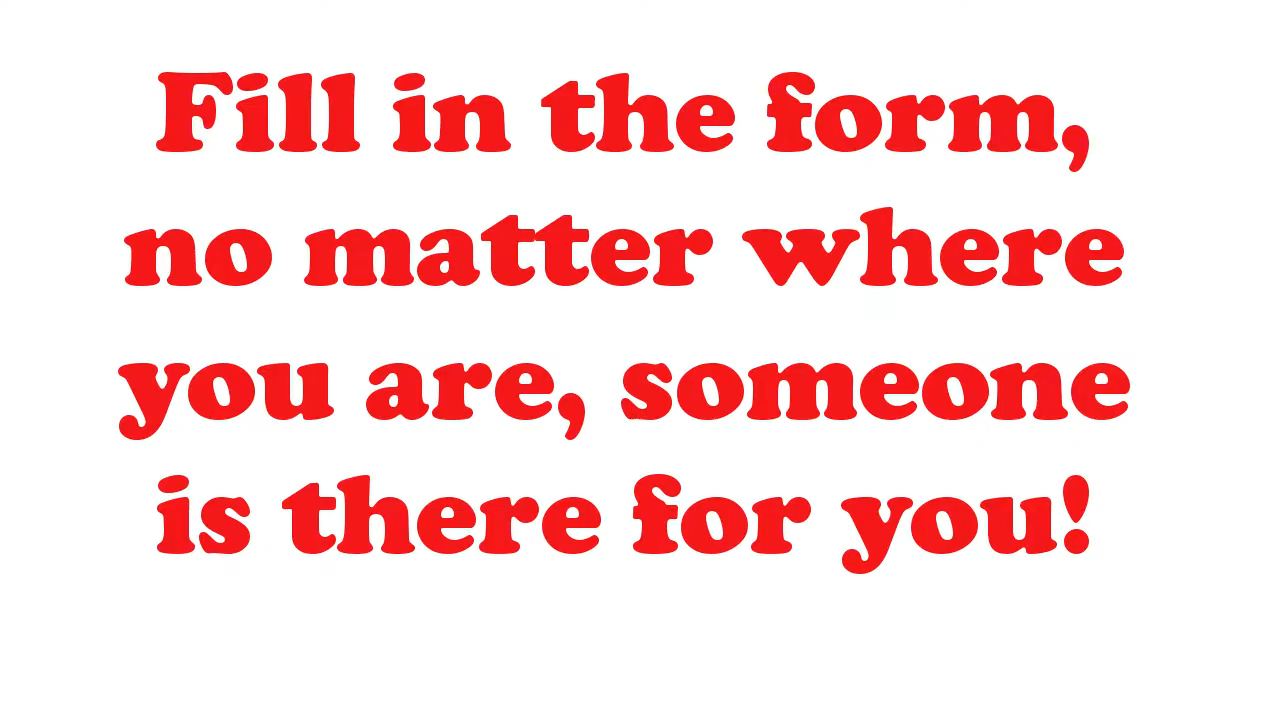 Fill in the form,
no matter where
you are, someone
is there for you!